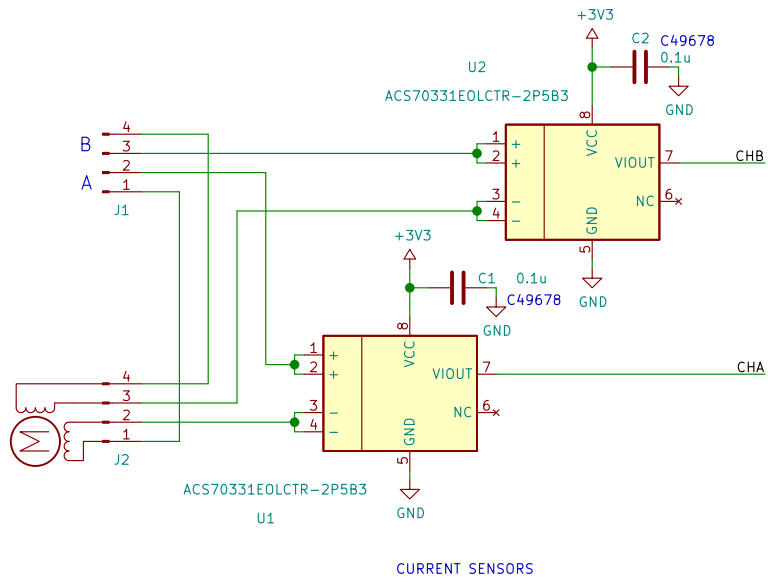 +3V3
C2 C49678
0.1u
U2
ACS70331EOLCTR-2P5B3
GND
8
VCC
B 4
3
1 +
2 +
VIOUT 7 CHB
A 2
1
J1
3 -
4 -
NC 6
GND
5
+3V3
GND
C1 0.1u
C49678
GND
8
VCC
1 +
2 +
VIOUT 7 CHA
4
3
3 -
4 -
NC 6
2
1
M
J2
GND
5
ACS70331EOLCTR-2P5B3
GND
U1
CURRENT SENSORS